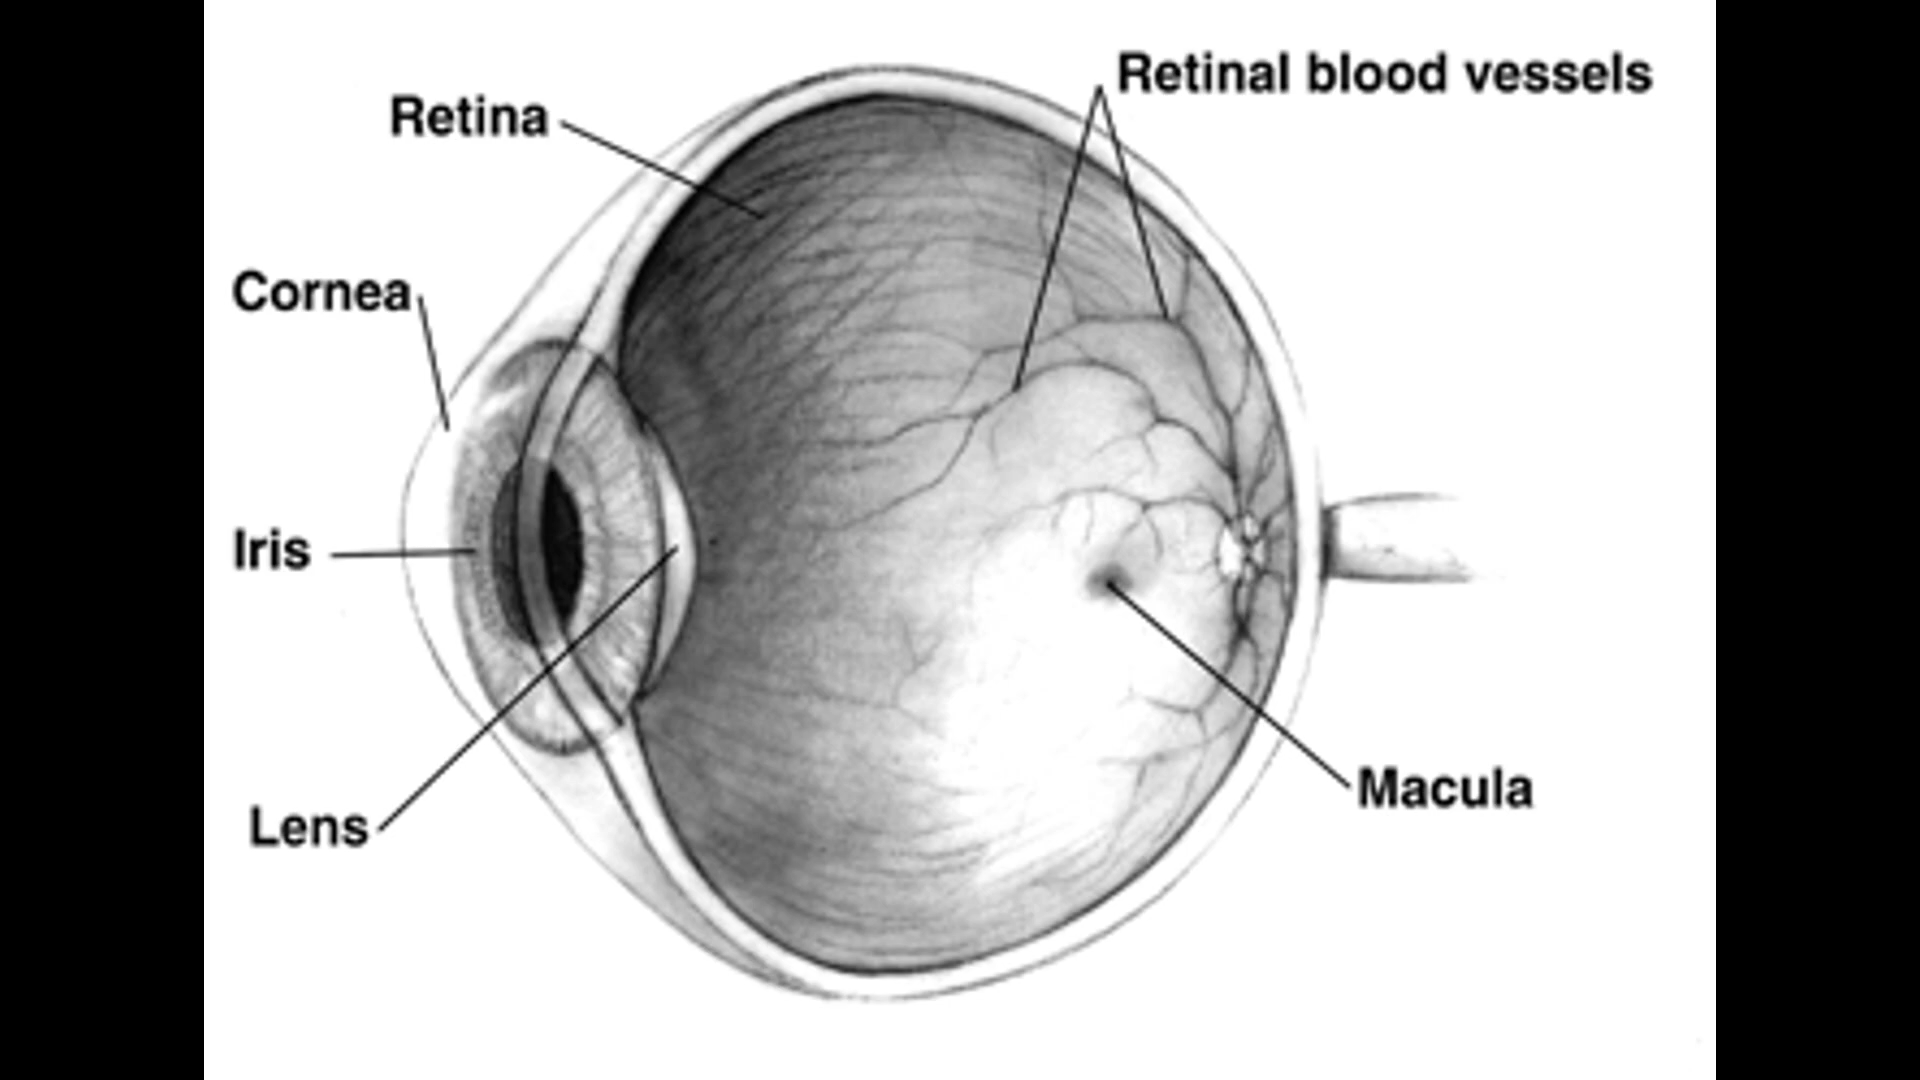 Retinal blood vessels
Retina
Cornea
Iris
Macula
Lens